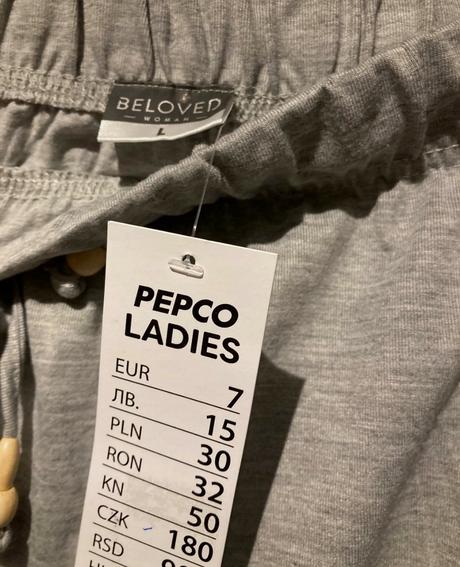 BELOVED
WOMAN
L
PEPCO
LADIES
EUR 7
ЛВ. 15
PLN 30
RON 32
KN 50
CZK 180
RSD